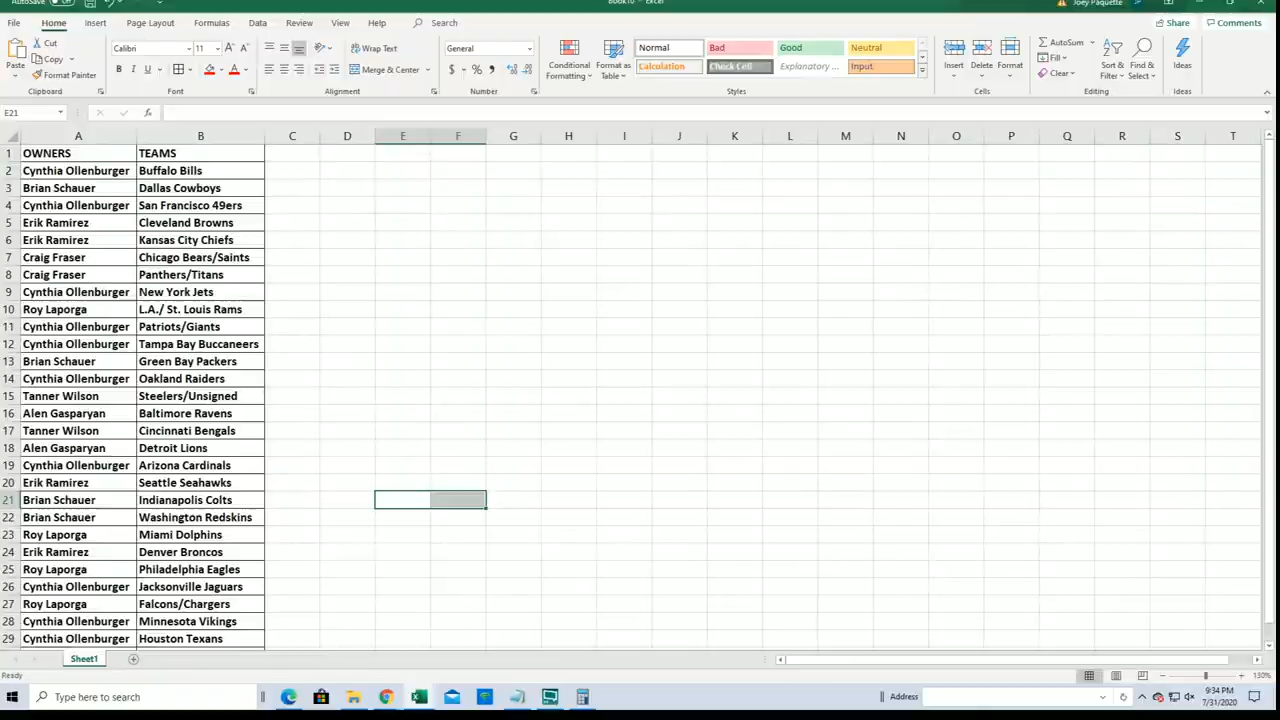 AutoSave Off Book10 - Excel Joey Paquette
File Home Insert Page Layout Formulas Data Review View Help Search Share Comments
Paste Cut Copy Format Painter Clipboard
Calibri 11 B I U A Font
Wrap Text Merge & Center Alignment
General $ % , Number
Conditional Formatting Format as Table Normal Bad Good Neutral Calculation Check Cell Explanatory ... Input Styles
Insert Delete Format Cells
AutoSum Fill Clear Sort & Filter Find & Select Editing
Ideas Ideas
E21 fx
A B C D E F G H I J K L M N O P Q R S T
1 OWNERS TEAMS
2 Cynthia Ollenburger Buffalo Bills
3 Brian Schauer Dallas Cowboys
4 Cynthia Ollenburger San Francisco 49ers
5 Erik Ramirez Cleveland Browns
6 Erik Ramirez Kansas City Chiefs
7 Craig Fraser Chicago Bears/Saints
8 Craig Fraser Panthers/Titans
9 Cynthia Ollenburger New York Jets
10 Roy Laporga L.A./ St. Louis Rams
11 Cynthia Ollenburger Patriots/Giants
12 Cynthia Ollenburger Tampa Bay Buccaneers
13 Brian Schauer Green Bay Packers
14 Cynthia Ollenburger Oakland Raiders
15 Tanner Wilson Steelers/Unsigned
16 Alen Gasparyan Baltimore Ravens
17 Tanner Wilson Cincinnati Bengals
18 Alen Gasparyan Detroit Lions
19 Cynthia Ollenburger Arizona Cardinals
20 Erik Ramirez Seattle Seahawks
21 Brian Schauer Indianapolis Colts
22 Brian Schauer Washington Redskins
23 Roy Laporga Miami Dolphins
24 Erik Ramirez Denver Broncos
25 Roy Laporga Philadelphia Eagles
26 Cynthia Ollenburger Jacksonville Jaguars
27 Roy Laporga Falcons/Chargers
28 Cynthia Ollenburger Minnesota Vikings
29 Cynthia Ollenburger Houston Texans
Sheet1
Ready 130%
Type here to search Address 9:34 PM
7/31/2020